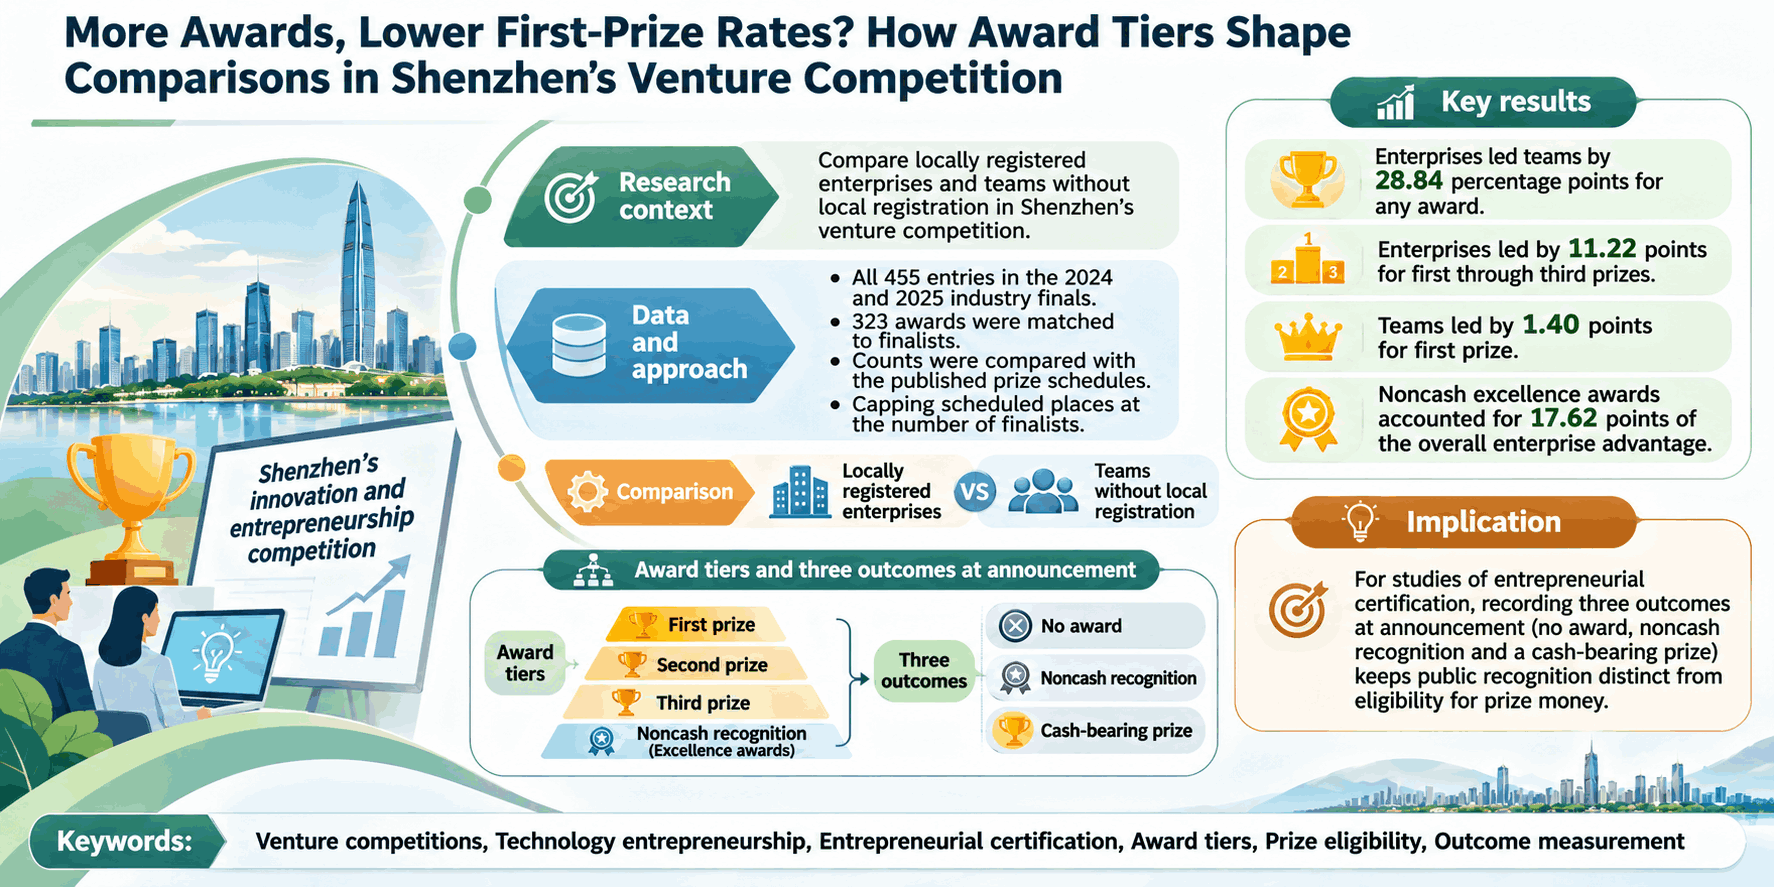 More Awards, Lower First-Prize Rates? How Award Tiers Shape
Comparisons in Shenzhen's Venture Competition
Shenzhen's
innovation and
entrepreneurship
competition
Research
context
Compare locally registered
enterprises and teams without
local registration in Shenzhen's
venture competition.
Data
and
approach
• All 455 entries in the 2024
and 2025 industry finals.
• 323 awards were matched
to finalists.
• Counts were compared with
the published prize schedules.
• Capping scheduled places at
the number of finalists.
Comparison
Locally
registered
enterprises
VS
Teams
without local
registration
Award tiers and three outcomes at announcement
Award
tiers
First prize
Second prize
Third prize
Noncash recognition
(Excellence awards)
Three
outcomes
No award
Noncash recognition
Cash-bearing prize
Key results
Enterprises led teams by
28.84 percentage points for
any award.
1
2
3
Enterprises led by 11.22 points
for first through third prizes.
Teams led by 1.40 points
for first prize.
Noncash excellence awards
accounted for 17.62 points of
the overall enterprise advantage.
Implication
For studies of entrepreneurial
certification, recording three outcomes
at announcement (no award, noncash
recognition and a cash-bearing prize)
keeps public recognition distinct from
eligibility for prize money.
Keywords:
Venture competitions, Technology entrepreneurship, Entrepreneurial certification, Award tiers, Prize eligibility, Outcome measurement